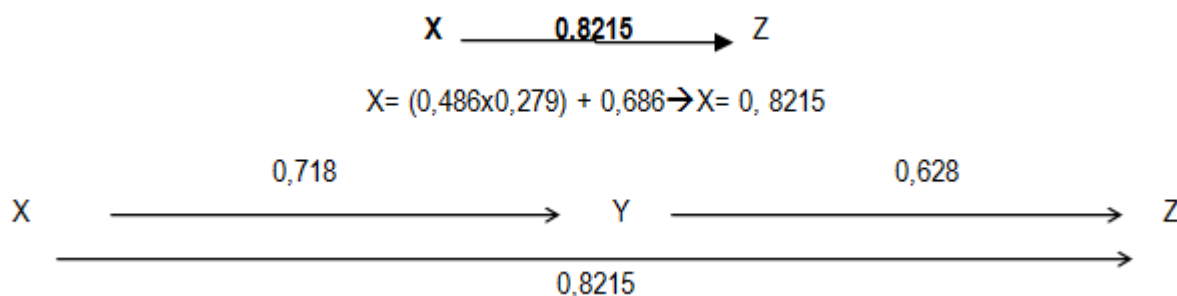 X 0.8215 Z
X= (0,486x0,279) + 0,686→X= 0, 8215
0,718 0,628
X Y Z
0,8215